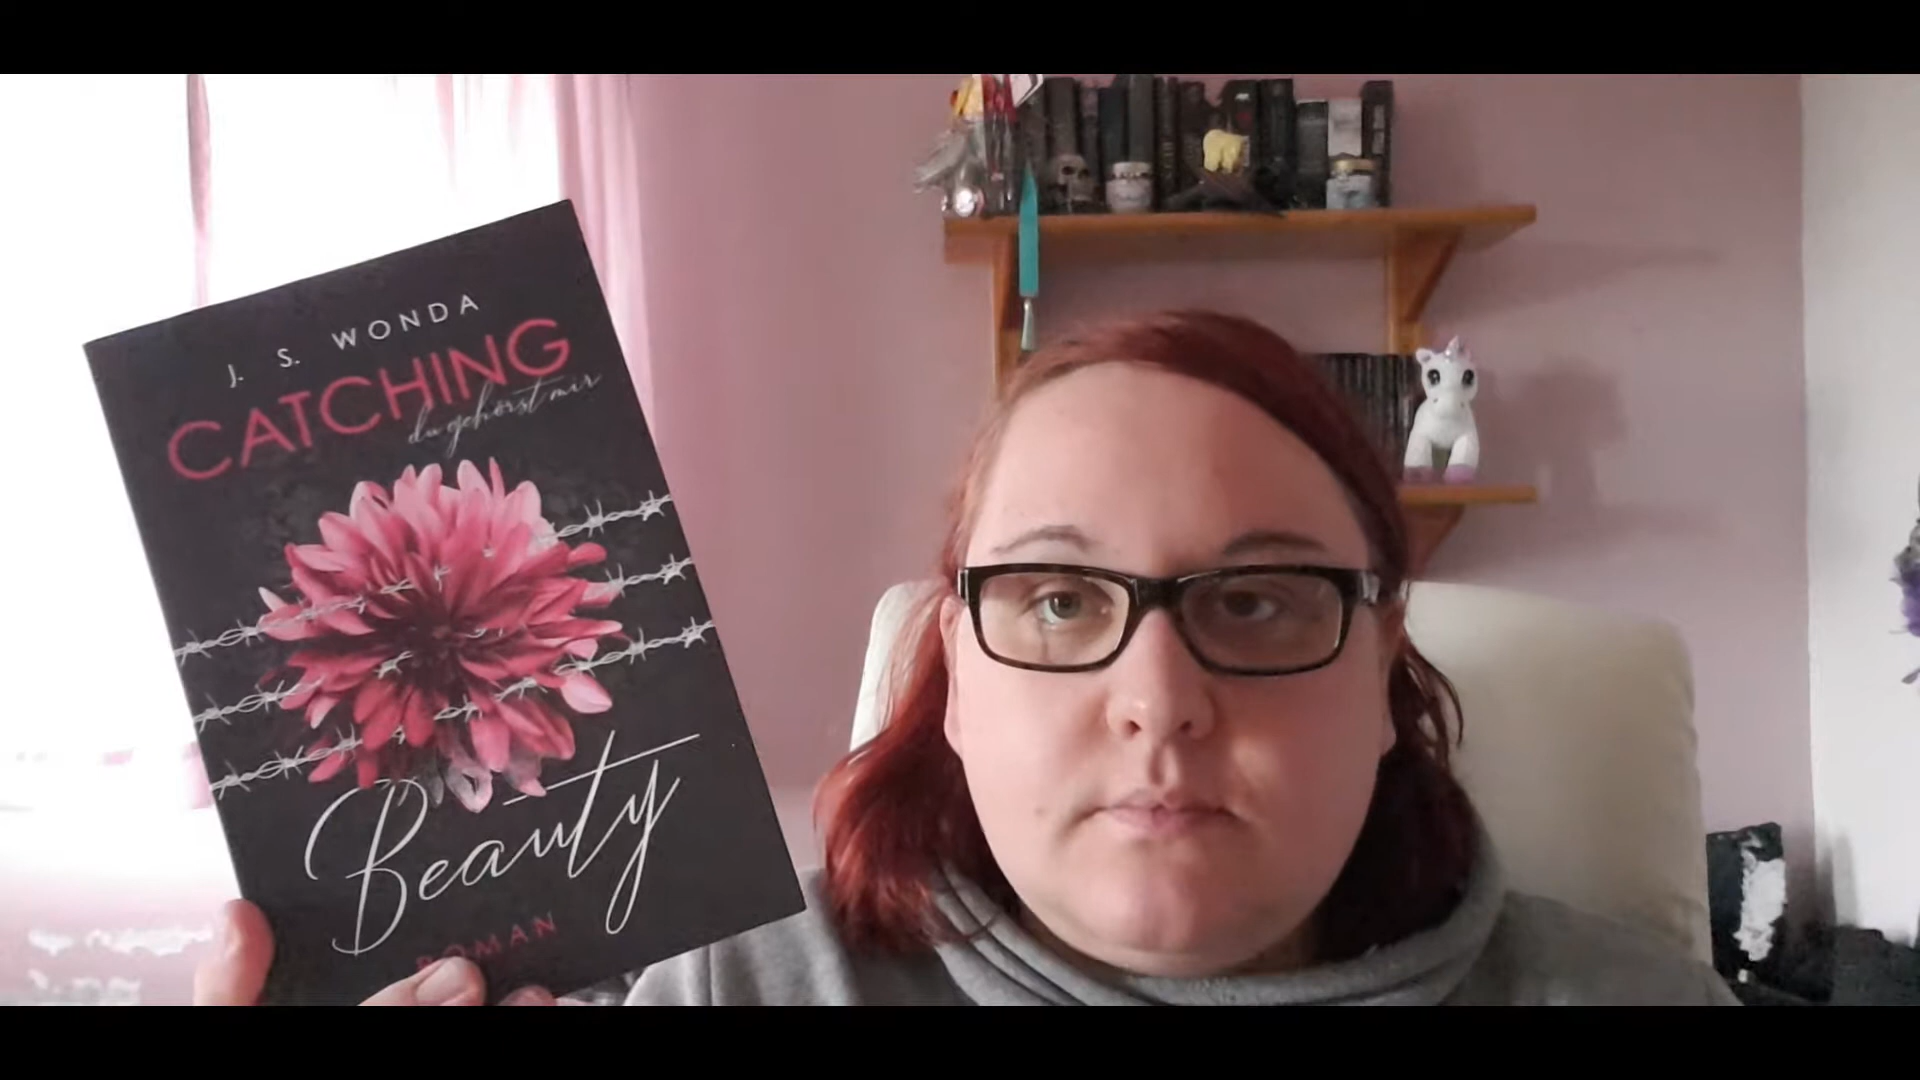 J. S. WONDA
CATCHING
du gehörst mir
Beauty
ROMAN